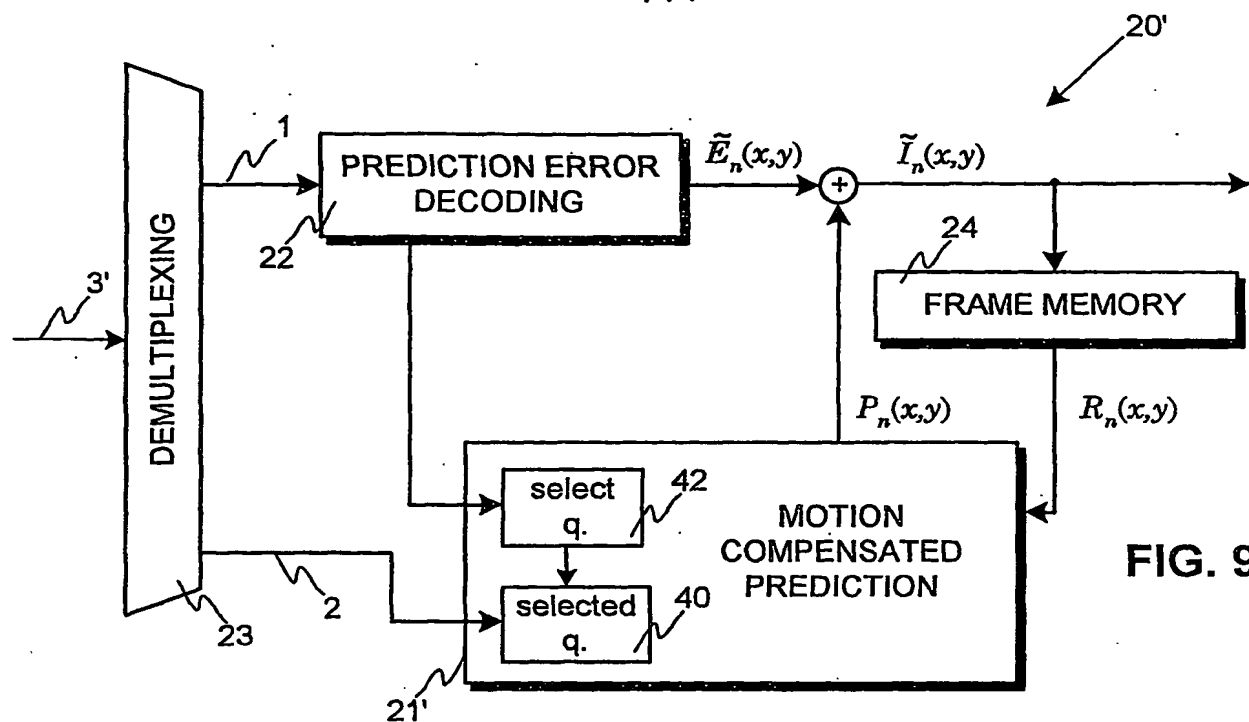 20'
1
PREDICTION ERROR
DECODING
22
Ẽₙ(x,y)
+
Ĩₙ(x,y)
24
FRAME MEMORY
3'
DEMULTIPLEXING
Pₙ(x,y)
Rₙ(x,y)
select
q.
42
MOTION
COMPENSATED
PREDICTION
selected
q.
40
2
23
21'
FIG. 9